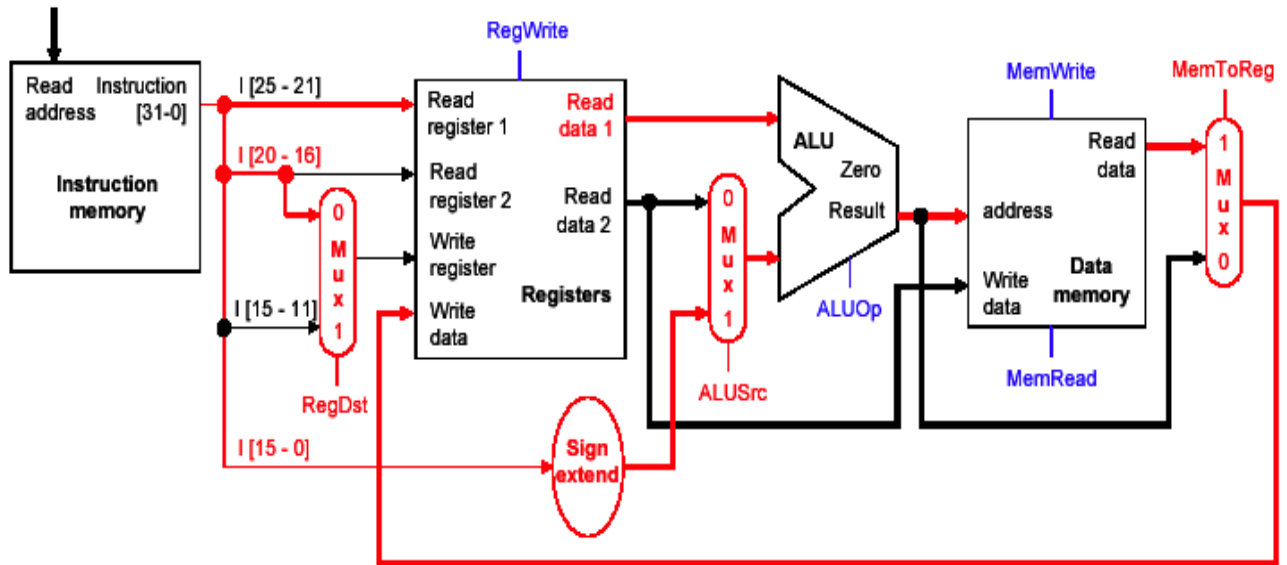 Read address
Instruction [31-0]
Instruction memory
I [25 - 21]
I [20 - 16]
I [15 - 11]
I [15 - 0]
0
Mux
1
RegDst
RegWrite
Read register 1
Read data 1
Read register 2
Read data 2
Write register
Registers
Write data
Sign extend
0
Mux
1
ALUSrc
ALU
Zero
Result
ALUOp
MemWrite
Read data
address
Write data
Data memory
MemRead
MemToReg
1
Mux
0